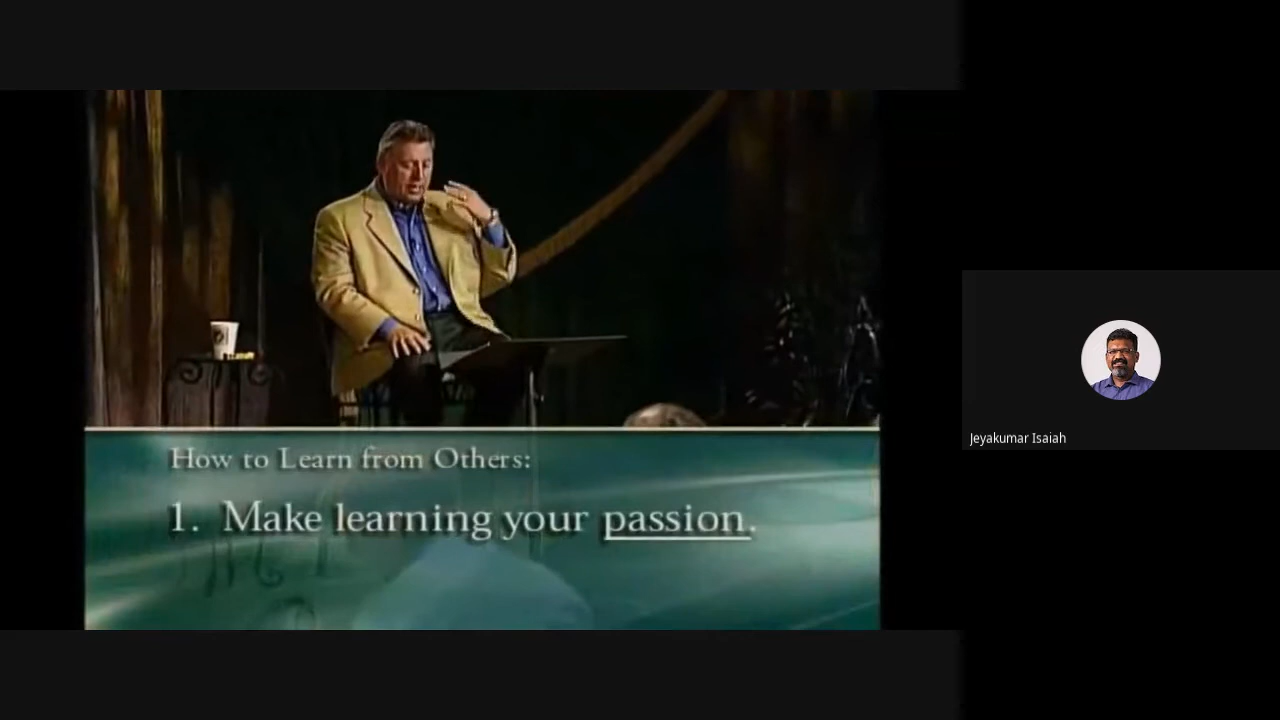 How to Learn from Others:
1. Make learning your passion.
Jeyakumar Isaiah